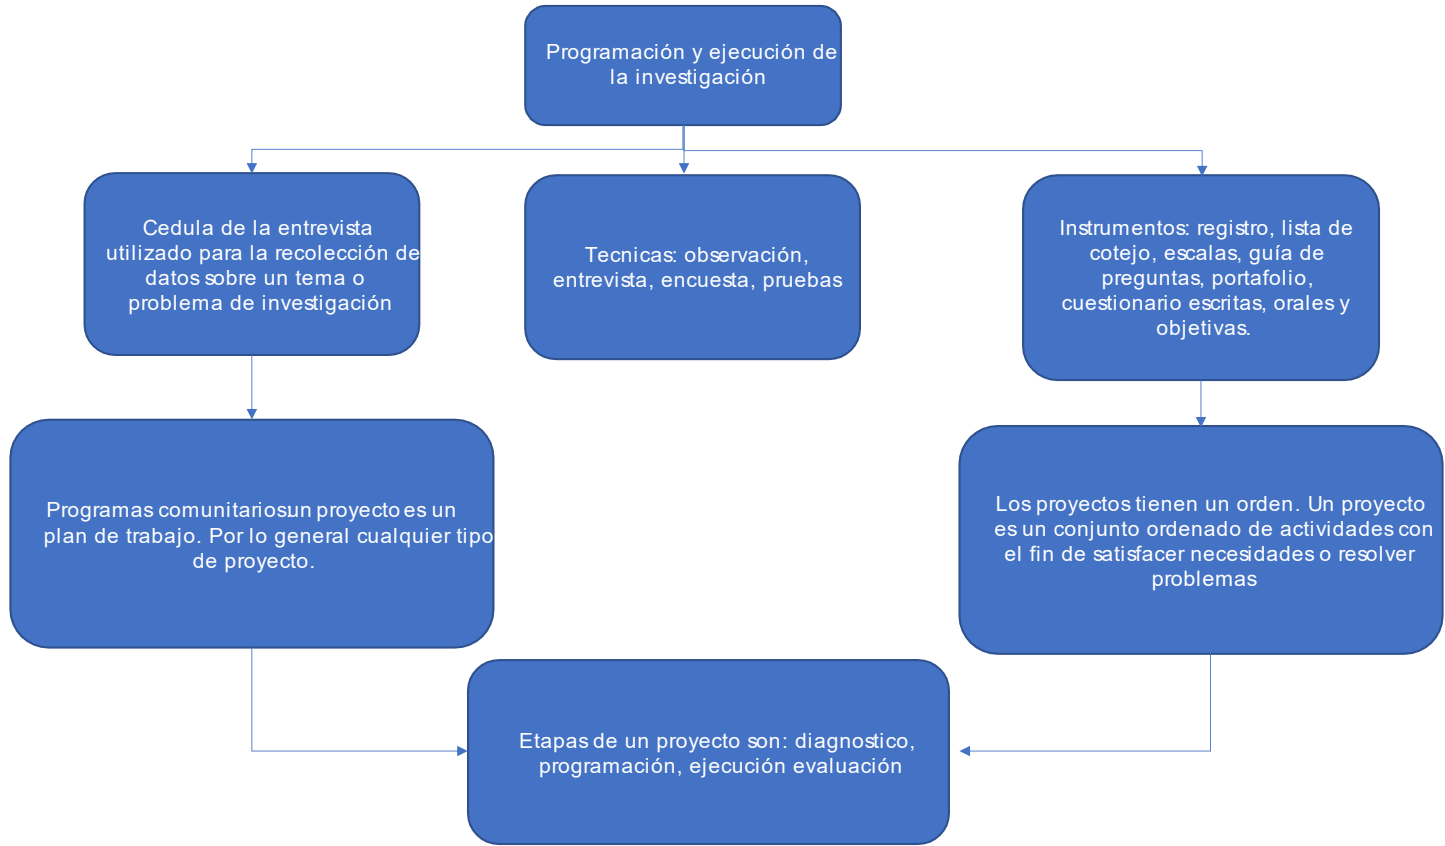 Programación y ejecución de
la investigación
Cedula de la entrevista
utilizado para la recolección de
datos sobre un tema o
problema de investigación
Tecnicas: observación,
entrevista, encuesta, pruebas
Instrumentos: registro, lista de
cotejo, escalas, guía de
preguntas, portafolio,
cuestionario escritas, orales y
objetivas.
Programas comunitarios:un proyecto es un
plan de trabajo. Por lo general cualquier tipo
de proyecto.
Los proyectos tienen un orden. Un proyecto
es un conjunto ordenado de actividades con
el fin de satisfacer necesidades o resolver
problemas
Etapas de un proyecto son: diagnostico,
programación, ejecución evaluación